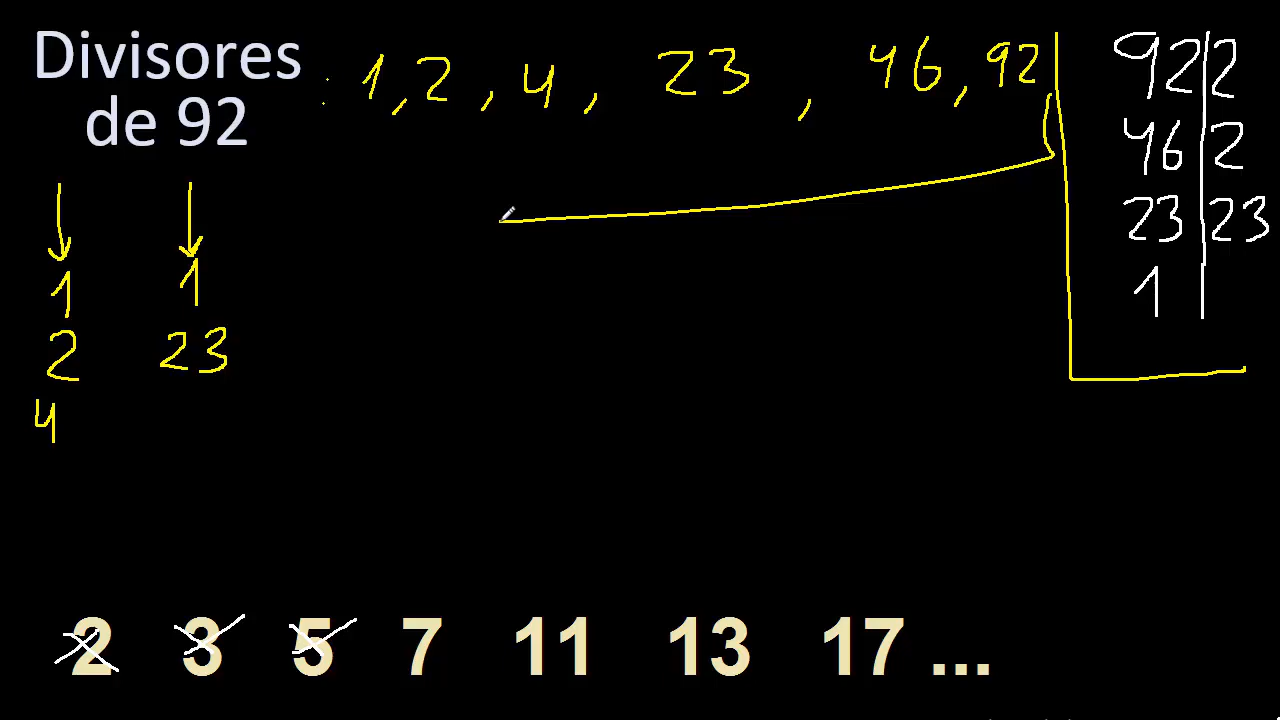 Divisores
de 92
: 1, 2, 4, 23, 46, 92
92 2
46 2
23 23
1
1 1
2 23
4
2 3 5 7 11 13 17 ...